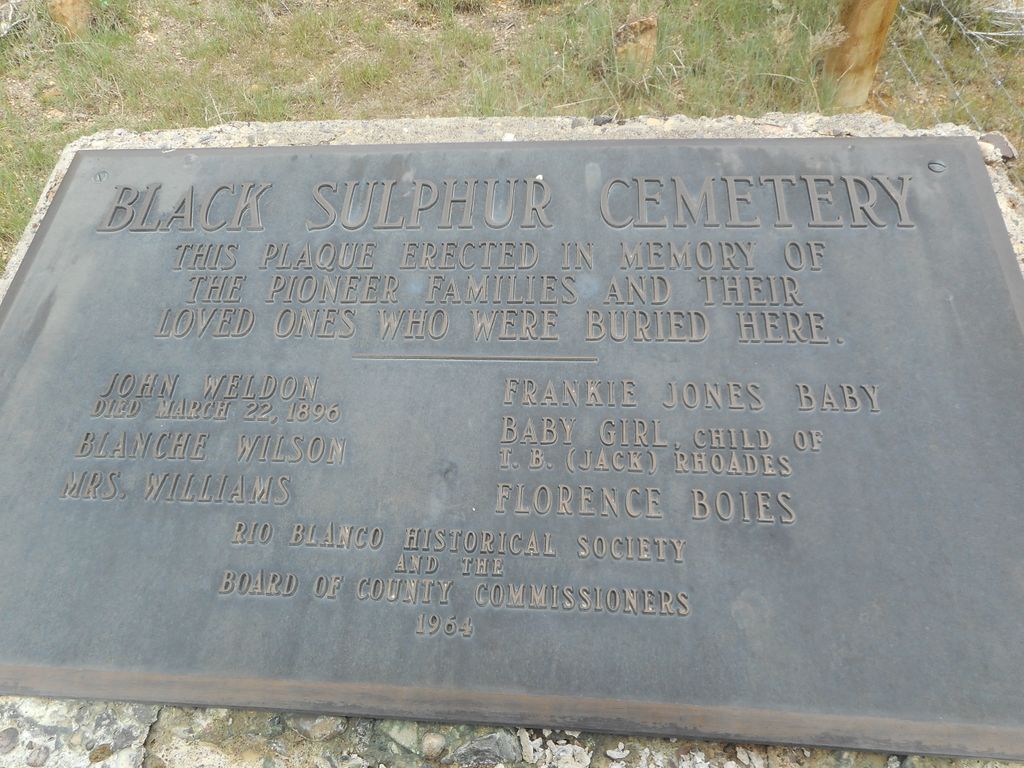 BLACK SULPHUR CEMETERY
THIS PLAQUE ERECTED IN MEMORY OF
THE PIONEER FAMILIES AND THEIR
LOVED ONES WHO WERE BURIED HERE.
JOHN WELDON
DIED MARCH 22, 1896
BLANCHE WILSON
MRS. WILLIAMS
FRANKIE JONES BABY
BABY GIRL, CHILD OF
T. B. (JACK) RHOADES
FLORENCE BOIES
RIO BLANCO HISTORICAL SOCIETY
AND THE
BOARD OF COUNTY COMMISSIONERS
1964